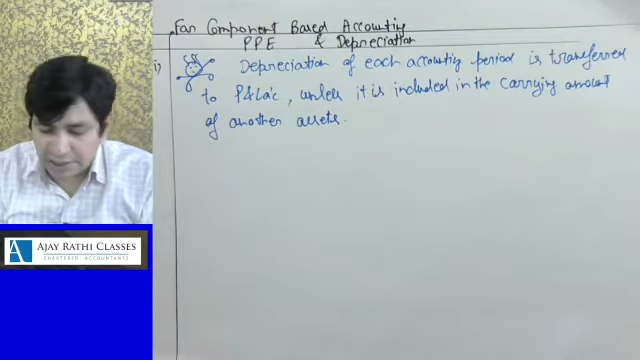 For Component Based Accounting
PPE & Depreciation
i) Depreciation of each accounting period is transferred
to P&La/c, unless it is included in the carrying amount
of another assets.
AJAY RATHI CLASSES
CHARTERED ACCOUNTANTS